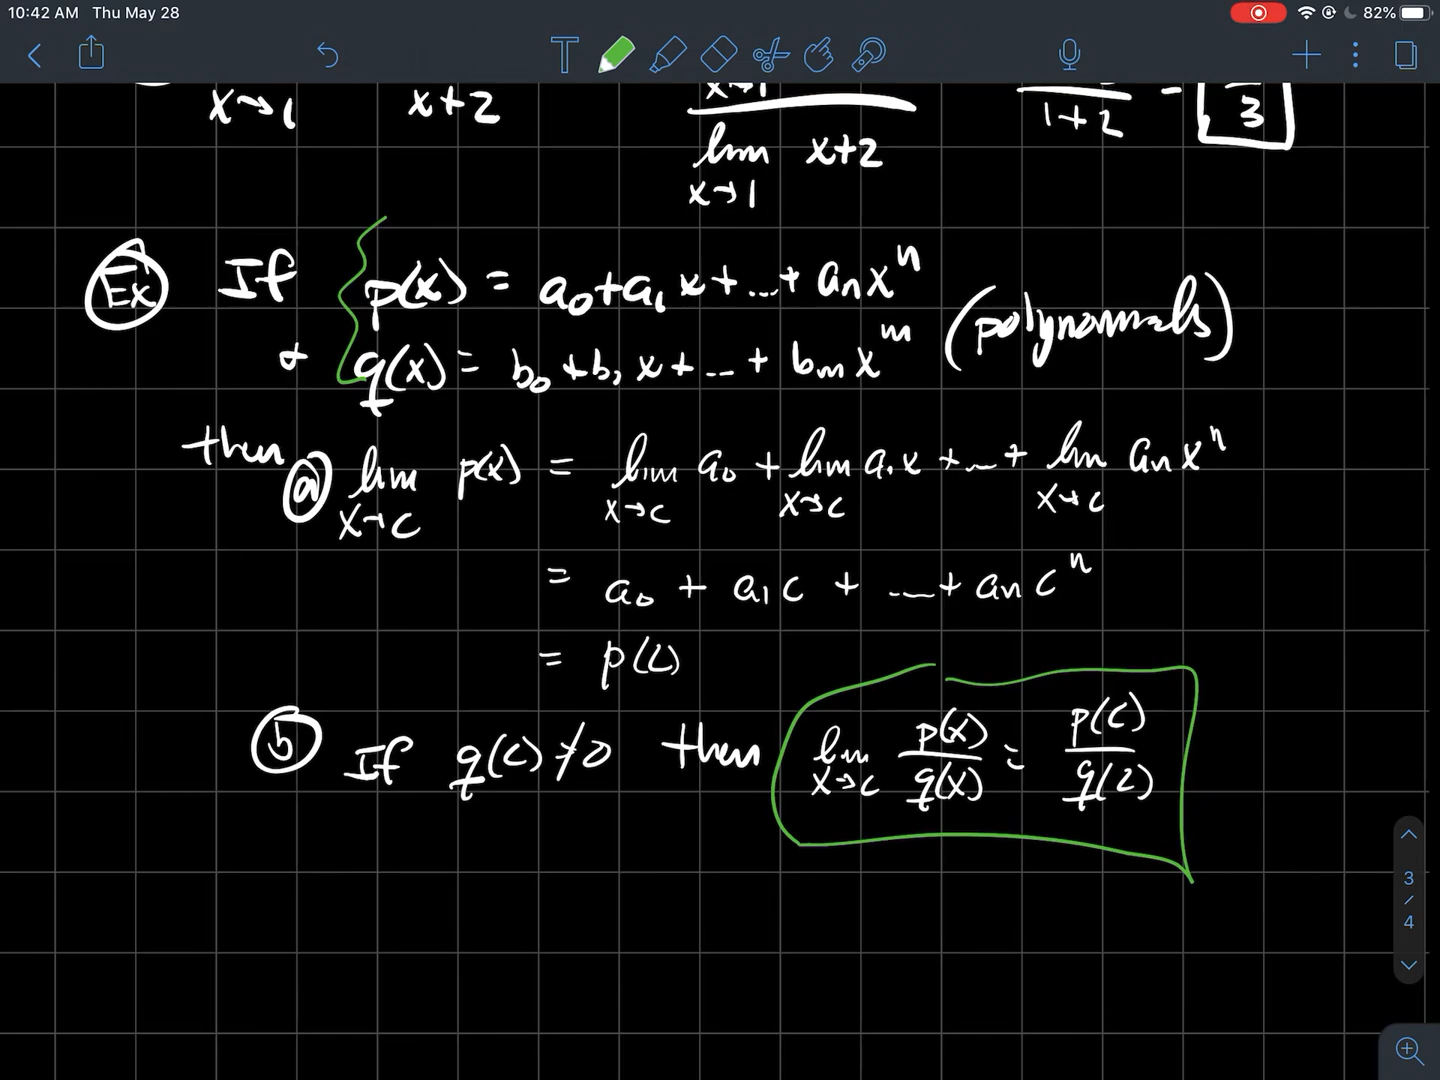 10:42 AM Thu May 28 82%
x→1 x+2 x→1 1+2 - 3
lim x+2
x→1
Ex If p(x) = a₀+a₁x+...+aₙxⁿ
& q(x) = b₀+b₁x+...+bₘxᵐ (polynomials)
then (a) lim p(x) = lim a₀ + lim a₁x +...+ lim aₙxⁿ
x→c x→c x→c x→c
= a₀ + a₁c + ...+ aₙcⁿ
= p(c)
(b) If q(c)≠0 then lim x→c p(x)/q(x) = p(c)/q(c)
3
/
4